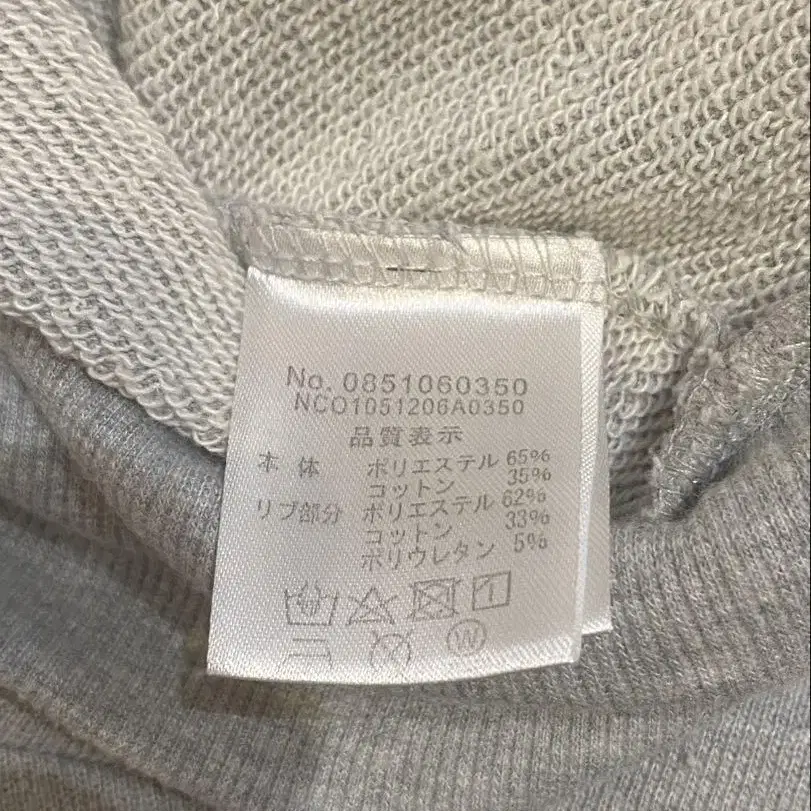 No. 0851060350
NCO1051206A0350
品質表示
本体 ポリエステル 65%
コットン 35%
リブ部分 ポリエステル 62%
コットン 33%
ポリウレタン 5%
W